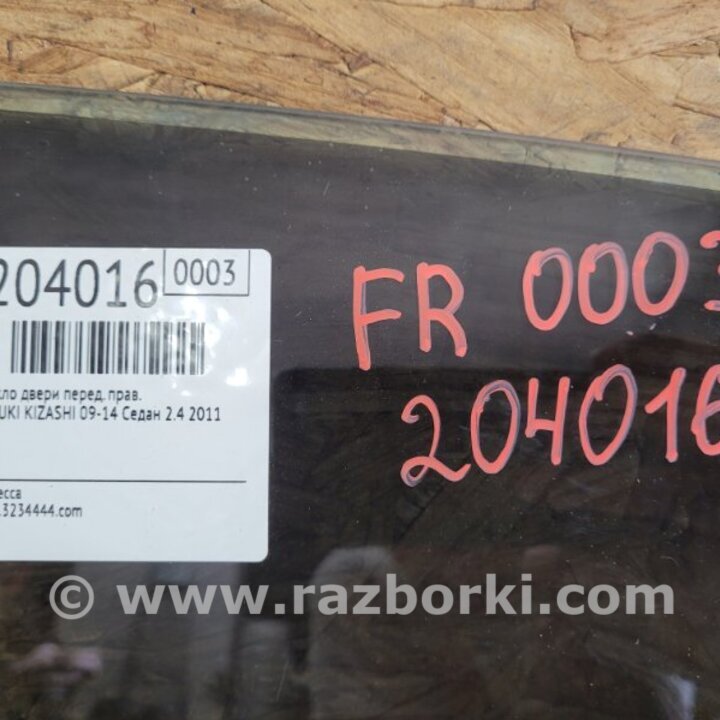 204016 0003
кло двери перед. прав.
UKI KIZASHI 09-14 Седан 2.4 2011
есса
.3234444.com
FR 0003
204016
© www.razborki.com